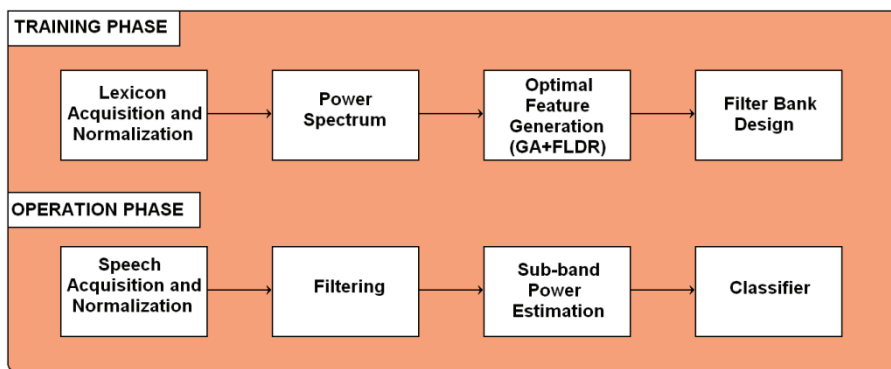 TRAINING PHASE
Lexicon
Acquisition and
Normalization
Power
Spectrum
Optimal
Feature
Generation
(GA+FLDR)
Filter Bank
Design
OPERATION PHASE
Speech
Acquisition and
Normalization
Filtering
Sub-band
Power
Estimation
Classifier